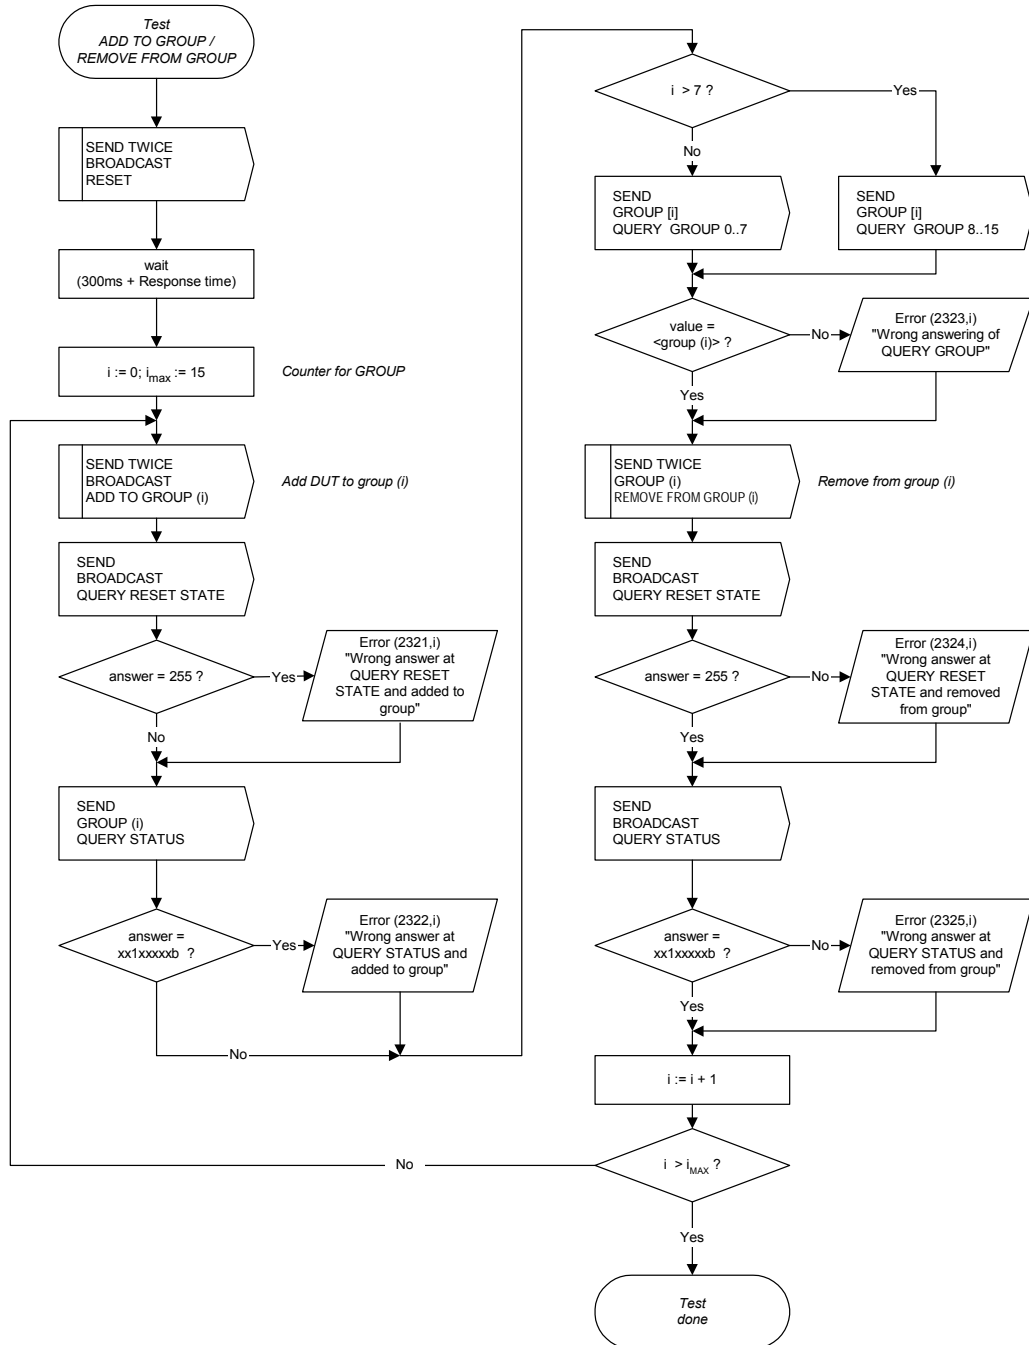 Test
ADD TO GROUP /
REMOVE FROM GROUP
SEND TWICE
BROADCAST
RESET
wait
(300ms + Response time)
i := 0; imax := 15
Counter for GROUP
SEND TWICE
BROADCAST
ADD TO GROUP (i)
Add DUT to group (i)
SEND
BROADCAST
QUERY RESET STATE
answer = 255 ?
Yes
Error (2321,i)
"Wrong answer at
QUERY RESET
STATE and added to
group"
No
SEND
GROUP (i)
QUERY STATUS
answer =
xx1xxxxxb ?
Yes
Error (2322,i)
"Wrong answer at
QUERY STATUS and
added to group"
No
i > 7 ?
Yes
No
SEND
GROUP [i]
QUERY GROUP 0..7
SEND
GROUP [i]
QUERY GROUP 8..15
value =
<group (i)> ?
No
Error (2323,i)
"Wrong answering of
QUERY GROUP"
Yes
SEND TWICE
GROUP (i)
REMOVE FROM GROUP (i)
Remove from group (i)
SEND
BROADCAST
QUERY RESET STATE
answer = 255 ?
No
Error (2324,i)
"Wrong answer at
QUERY RESET
STATE and removed
from group"
Yes
SEND
BROADCAST
QUERY STATUS
answer =
xx1xxxxxb ?
No
Error (2325,i)
"Wrong answer at
QUERY STATUS and
removed from group"
Yes
i := i + 1
i > iMAX ?
No
Yes
Test
done